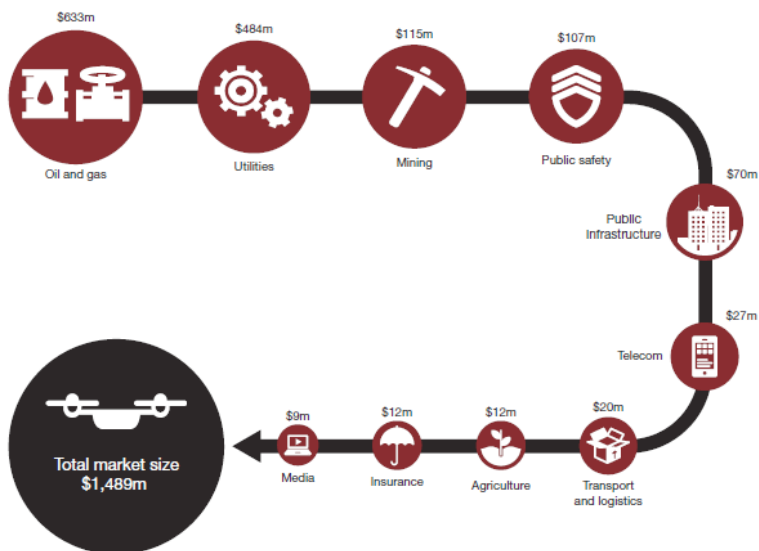 $633m
Oil and gas
$484m
Utilities
$115m
Mining
$107m
Public safety
$70m
Public
infrastructure
$27m
Telecom
$20m
Transport
and logistics
$12m
Agriculture
$12m
Insurance
$9m
Media
Total market size
$1,489m